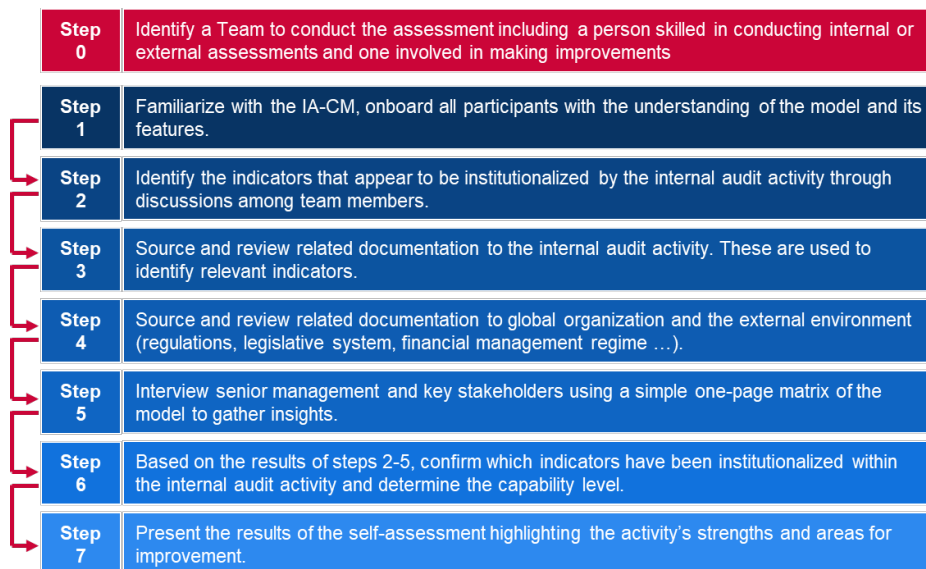 Step
0
Identify a Team to conduct the assessment including a person skilled in conducting internal or
external assessments and one involved in making improvements
Step
1
Familiarize with the IA-CM, onboard all participants with the understanding of the model and its
features.
Step
2
Identify the indicators that appear to be institutionalized by the internal audit activity through
discussions among team members.
Step
3
Source and review related documentation to the internal audit activity. These are used to
identify relevant indicators.
Step
4
Source and review related documentation to global organization and the external environment
(regulations, legislative system, financial management regime ...).
Step
5
Interview senior management and key stakeholders using a simple one-page matrix of the
model to gather insights.
Step
6
Based on the results of steps 2-5, confirm which indicators have been institutionalized within
the internal audit activity and determine the capability level.
Step
7
Present the results of the self-assessment highlighting the activity's strengths and areas for
improvement.